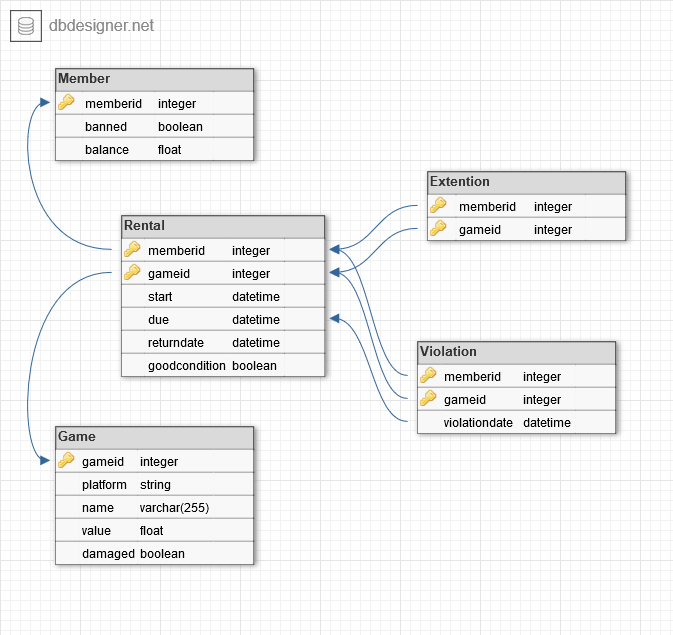 dbdesigner.net
Member
memberid integer
banned boolean
balance float
Extention
memberid integer
gameid integer
Rental
memberid integer
gameid integer
start datetime
due datetime
returndate datetime
goodcondition boolean
Violation
memberid integer
gameid integer
violationdate datetime
Game
gameid integer
platform string
name varchar(255)
value float
damaged boolean